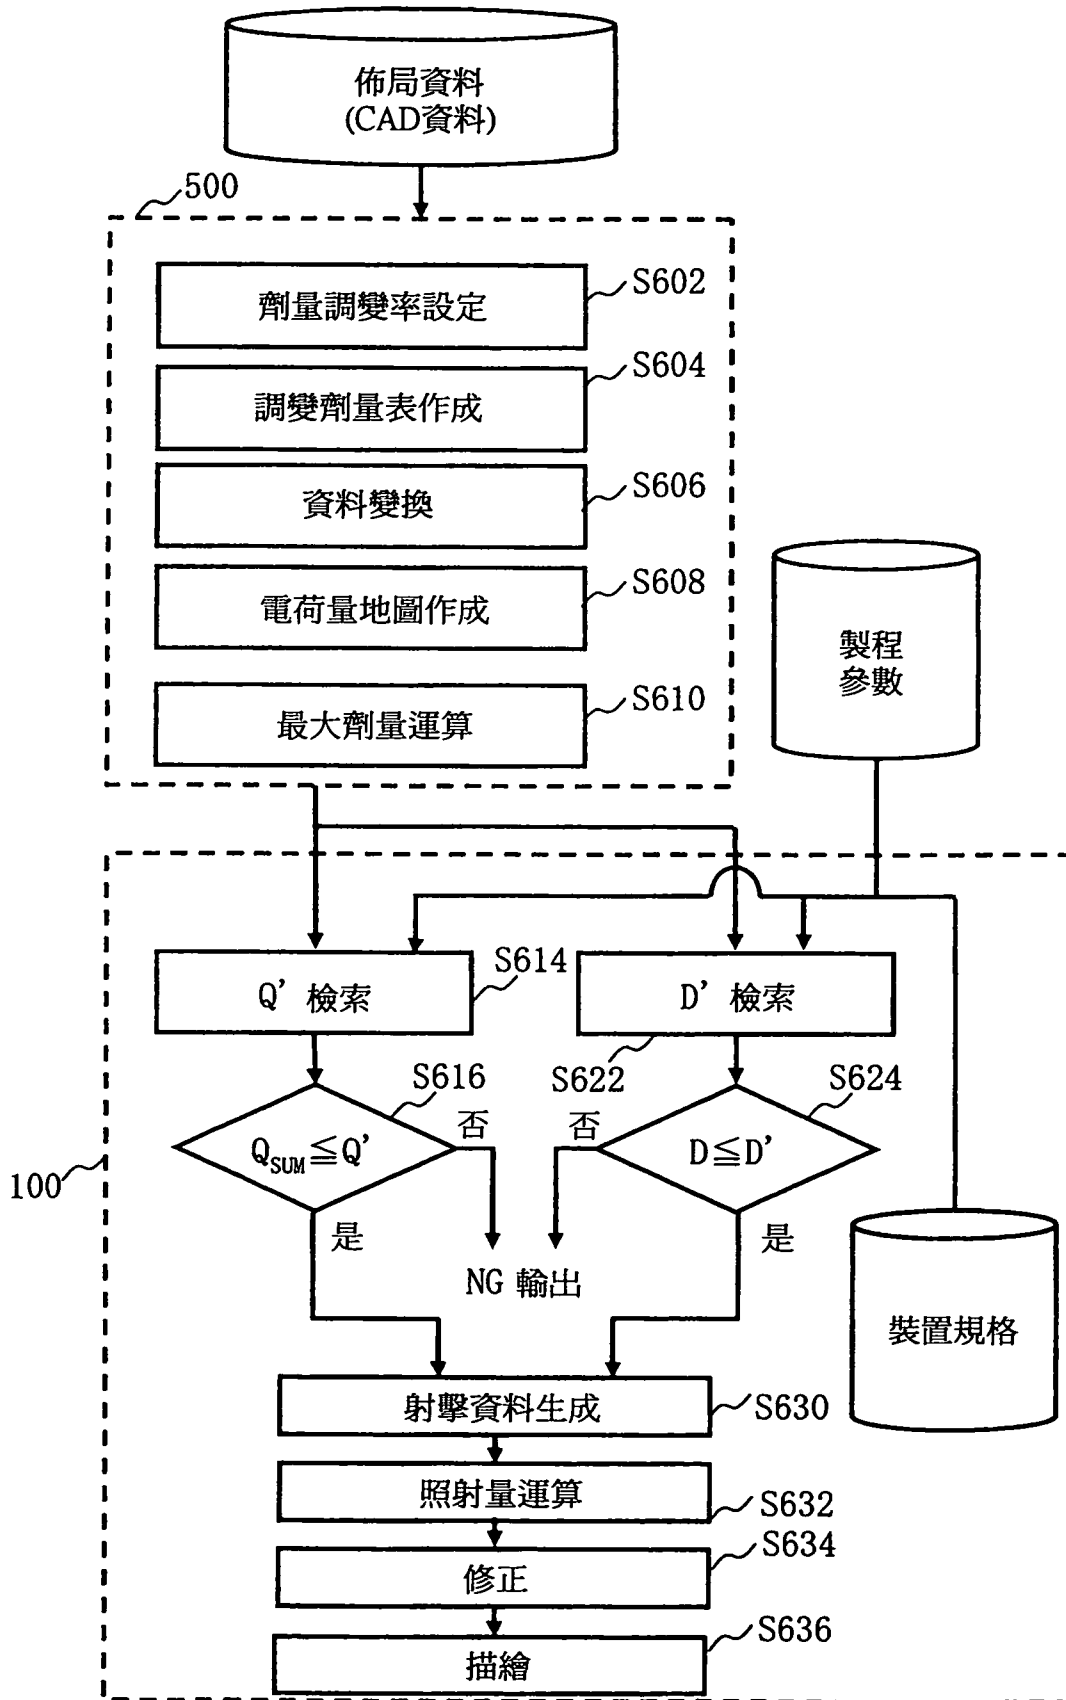 佈局資料
(CAD資料)
500
劑量調變率設定
S602
調變劑量表作成
S604
資料變換
S606
電荷量地圖作成
S608
最大劑量運算
S610
製程
參數
Q' 檢索
S614
D' 檢索
S622
Q_SUM≦Q'
S616
否
是
D≦D'
S624
否
是
NG 輸出
100
裝置規格
射擊資料生成
S630
照射量運算
S632
修正
S634
描繪
S636